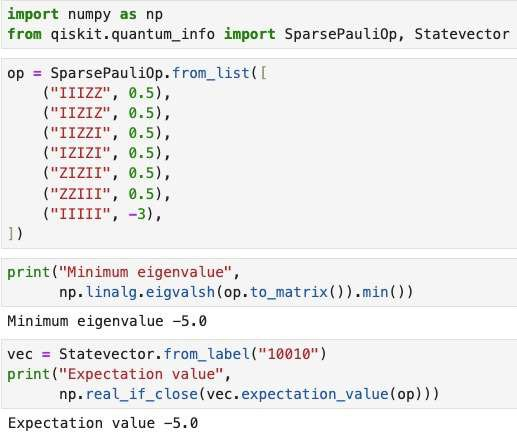 import numpy as np
from qiskit.quantum_info import SparsePauliOp, Statevector
op = SparsePauliOp.from_list([
    ("IIIZZ", 0.5),
    ("IIZIZ", 0.5),
    ("IIZZI", 0.5),
    ("IZIZI", 0.5),
    ("ZIZII", 0.5),
    ("ZZIII", 0.5),
    ("IIIII", -3),
])
print("Minimum eigenvalue",
      np.linalg.eigvalsh(op.to_matrix()).min())
Minimum eigenvalue -5.0
vec = Statevector.from_label("10010")
print("Expectation value",
      np.real_if_close(vec.expectation_value(op)))
Expectation value -5.0